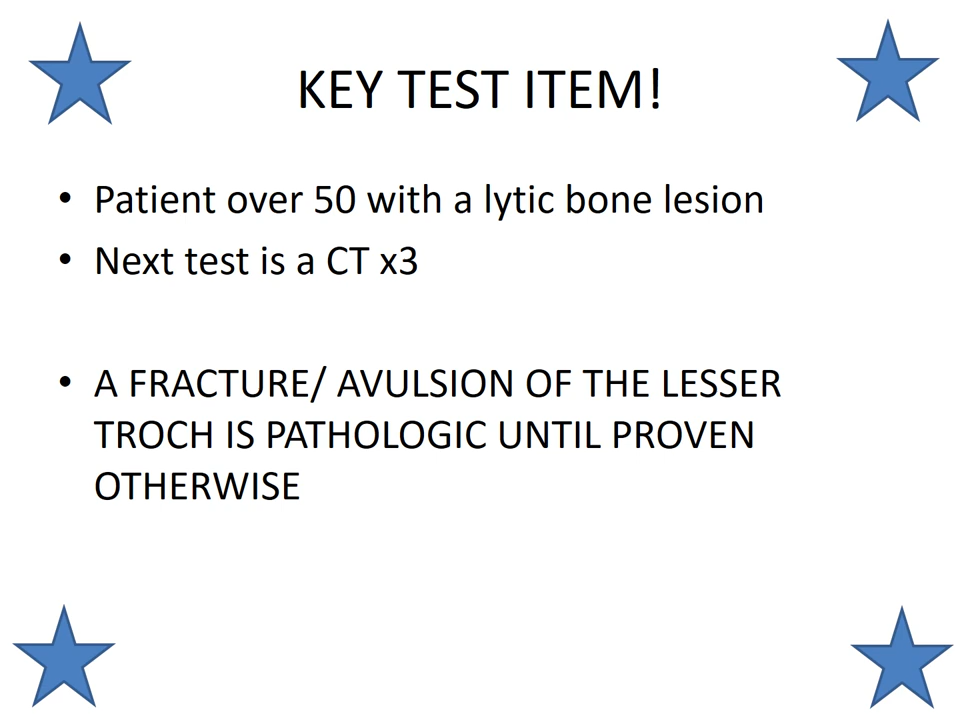 KEY TEST ITEM!
• Patient over 50 with a lytic bone lesion
• Next test is a CT x3
• A FRACTURE/ AVULSION OF THE LESSER
TROCH IS PATHOLOGIC UNTIL PROVEN
OTHERWISE